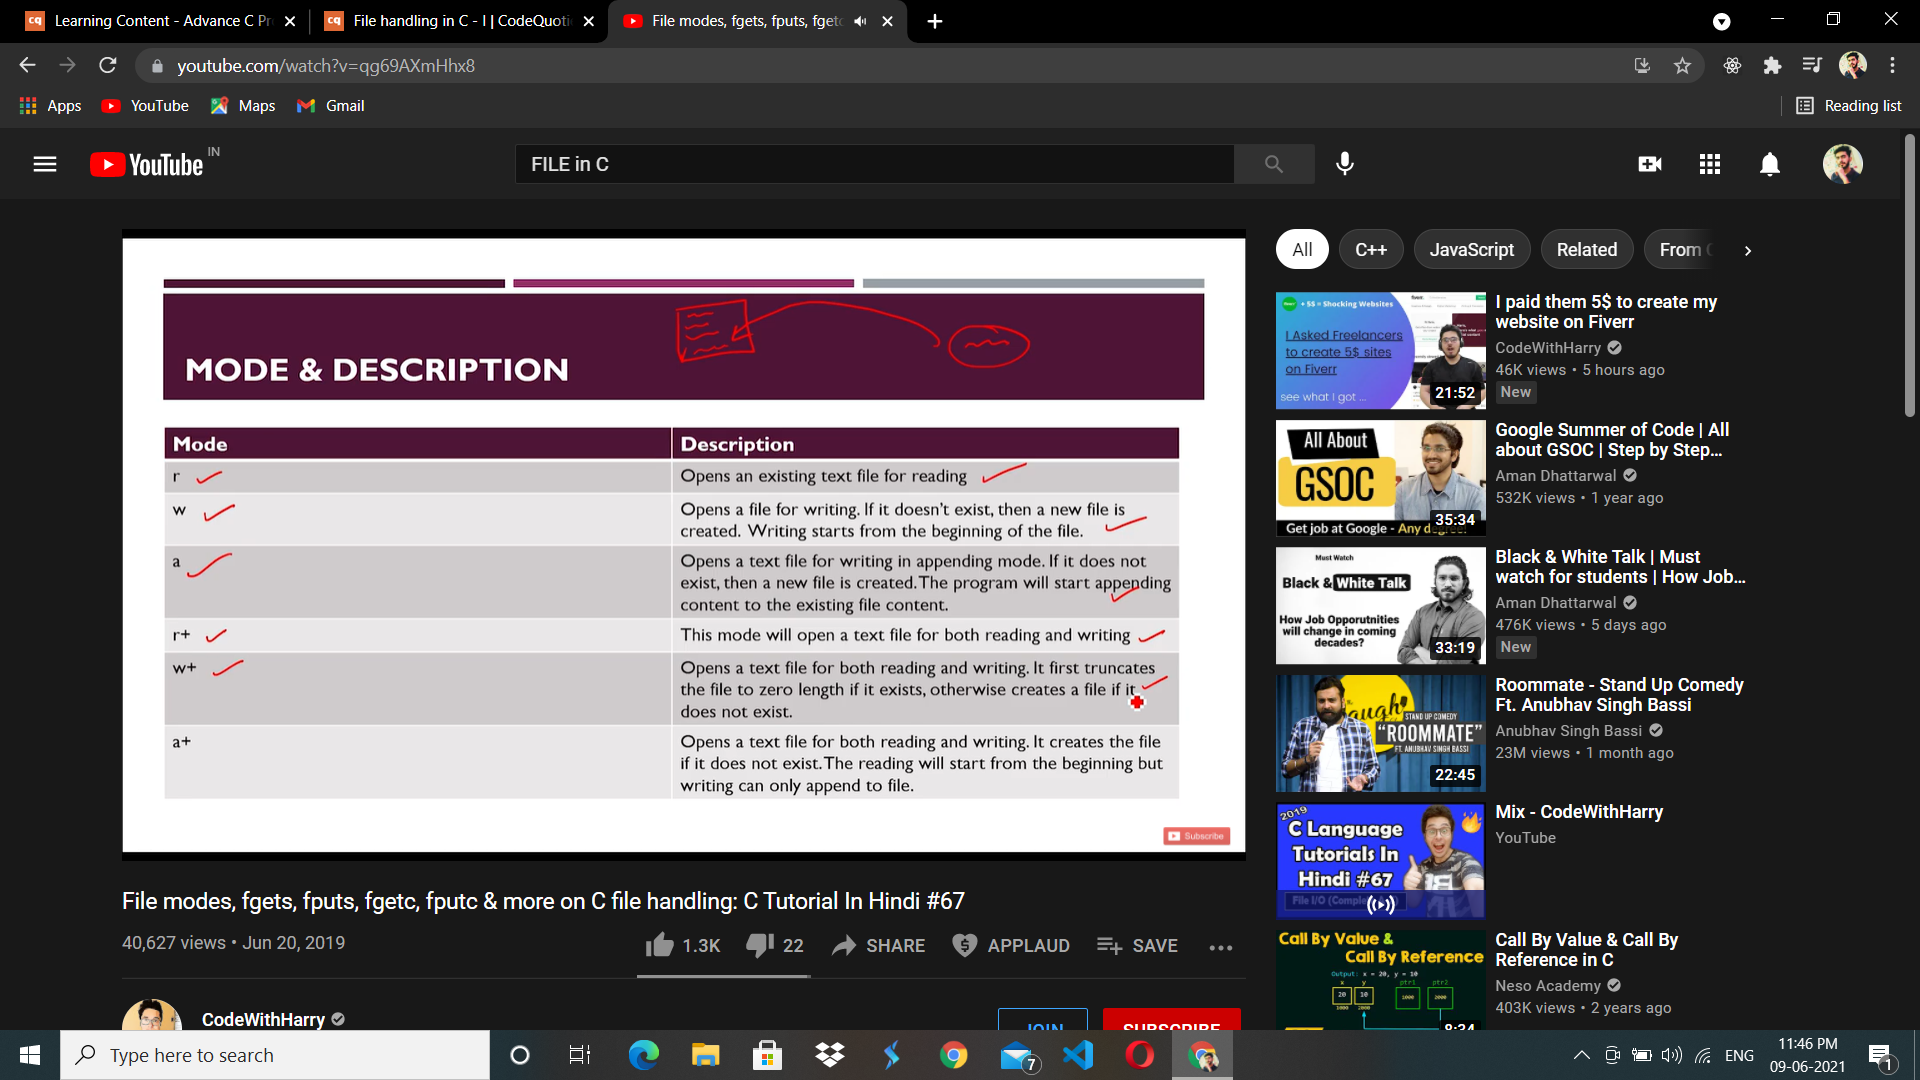 Learning Content - Advance C Pr
File handling in C - I | CodeQuotie
File modes, fgets, fputs, fgetc
youtube.com/watch?v=qg69AXmHhx8
Apps
YouTube
Maps
Gmail
Reading list
YouTube IN
FILE in C
MODE & DESCRIPTION
Mode Description
r Opens an existing text file for reading
w Opens a file for writing. If it doesn't exist, then a new file is
created. Writing starts from the beginning of the file.
a Opens a text file for writing in appending mode. If it does not
exist, then a new file is created. The program will start appending
content to the existing file content.
r+ This mode will open a text file for both reading and writing
w+ Opens a text file for both reading and writing. It first truncates
the file to zero length if it exists, otherwise creates a file if it
does not exist.
a+ Opens a text file for both reading and writing. It creates the file
if it does not exist. The reading will start from the beginning but
writing can only append to file.
Subscribe
File modes, fgets, fputs, fgetc, fputc & more on C file handling: C Tutorial In Hindi #67
40,627 views • Jun 20, 2019
1.3K
22
SHARE
APPLAUD
SAVE
CodeWithHarry
JOIN
SUBSCRIBE
All
C++
JavaScript
Related
From C
+ 5$ = Shocking Websites
I Asked Freelancers
to create 5$ sites
on Fiverr
see what I got ...
21:52
I paid them 5$ to create my
website on Fiverr
CodeWithHarry
46K views • 5 hours ago
New
All About
GSOC
Get job at Google - Any degree!
35:34
Google Summer of Code | All
about GSOC | Step by Step...
Aman Dhattarwal
532K views • 1 year ago
Must Watch
Black & White Talk
How Job Opporutnities
will change in coming
decades?
33:19
Black & White Talk | Must
watch for students | How Job...
Aman Dhattarwal
476K views • 5 days ago
New
STAND UP COMEDY
"ROOMMATE"
FT. ANUBHAV SINGH BASSI
22:45
Roommate - Stand Up Comedy
Ft. Anubhav Singh Bassi
Anubhav Singh Bassi
23M views • 1 month ago
2019
C Language
Tutorials In
Hindi #67
Mix - CodeWithHarry
YouTube
Call By Value &
Call By Reference
Output: x = 20, y = 10
x y ptr1 ptr2
20 10 1000 2000
1000 2000
8:34
Call By Value & Call By
Reference in C
Neso Academy
403K views • 2 years ago
Type here to search
7
ENG
11:46 PM
09-06-2021
1